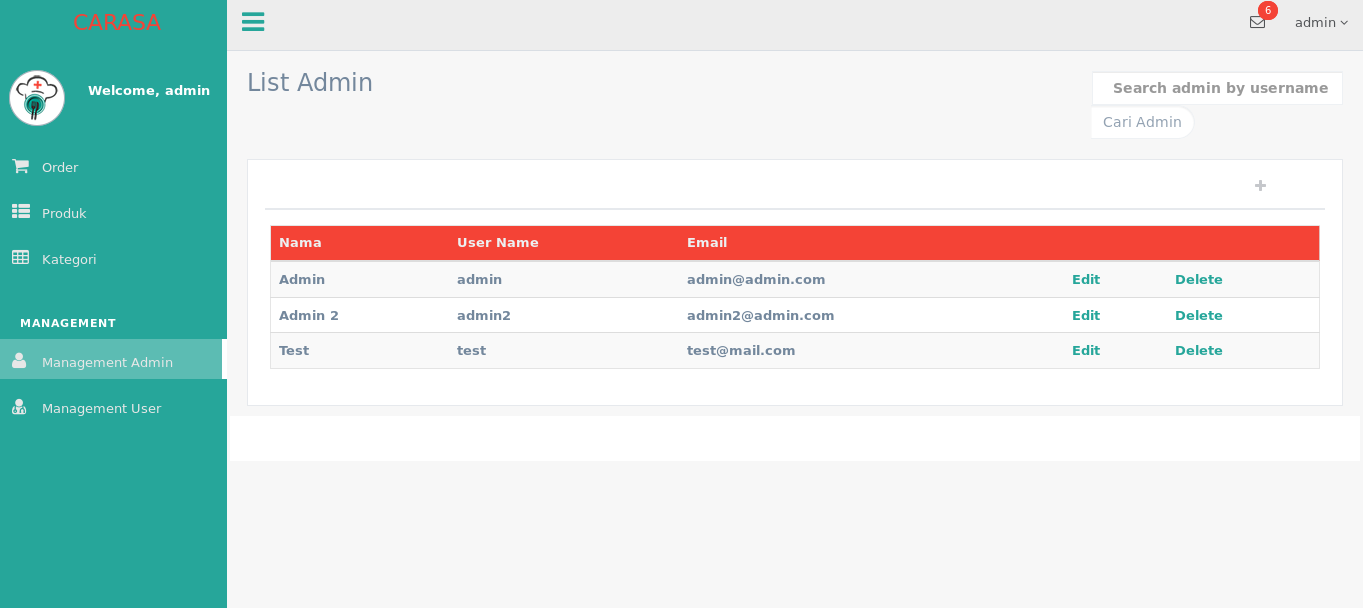 CARASA
6
admin
Welcome, admin
Order
Produk
Kategori
MANAGEMENT
Management Admin
Management User
List Admin
Search admin by username
Cari Admin
Nama User Name Email
Admin admin admin@admin.com Edit Delete
Admin 2 admin2 admin2@admin.com Edit Delete
Test test test@mail.com Edit Delete